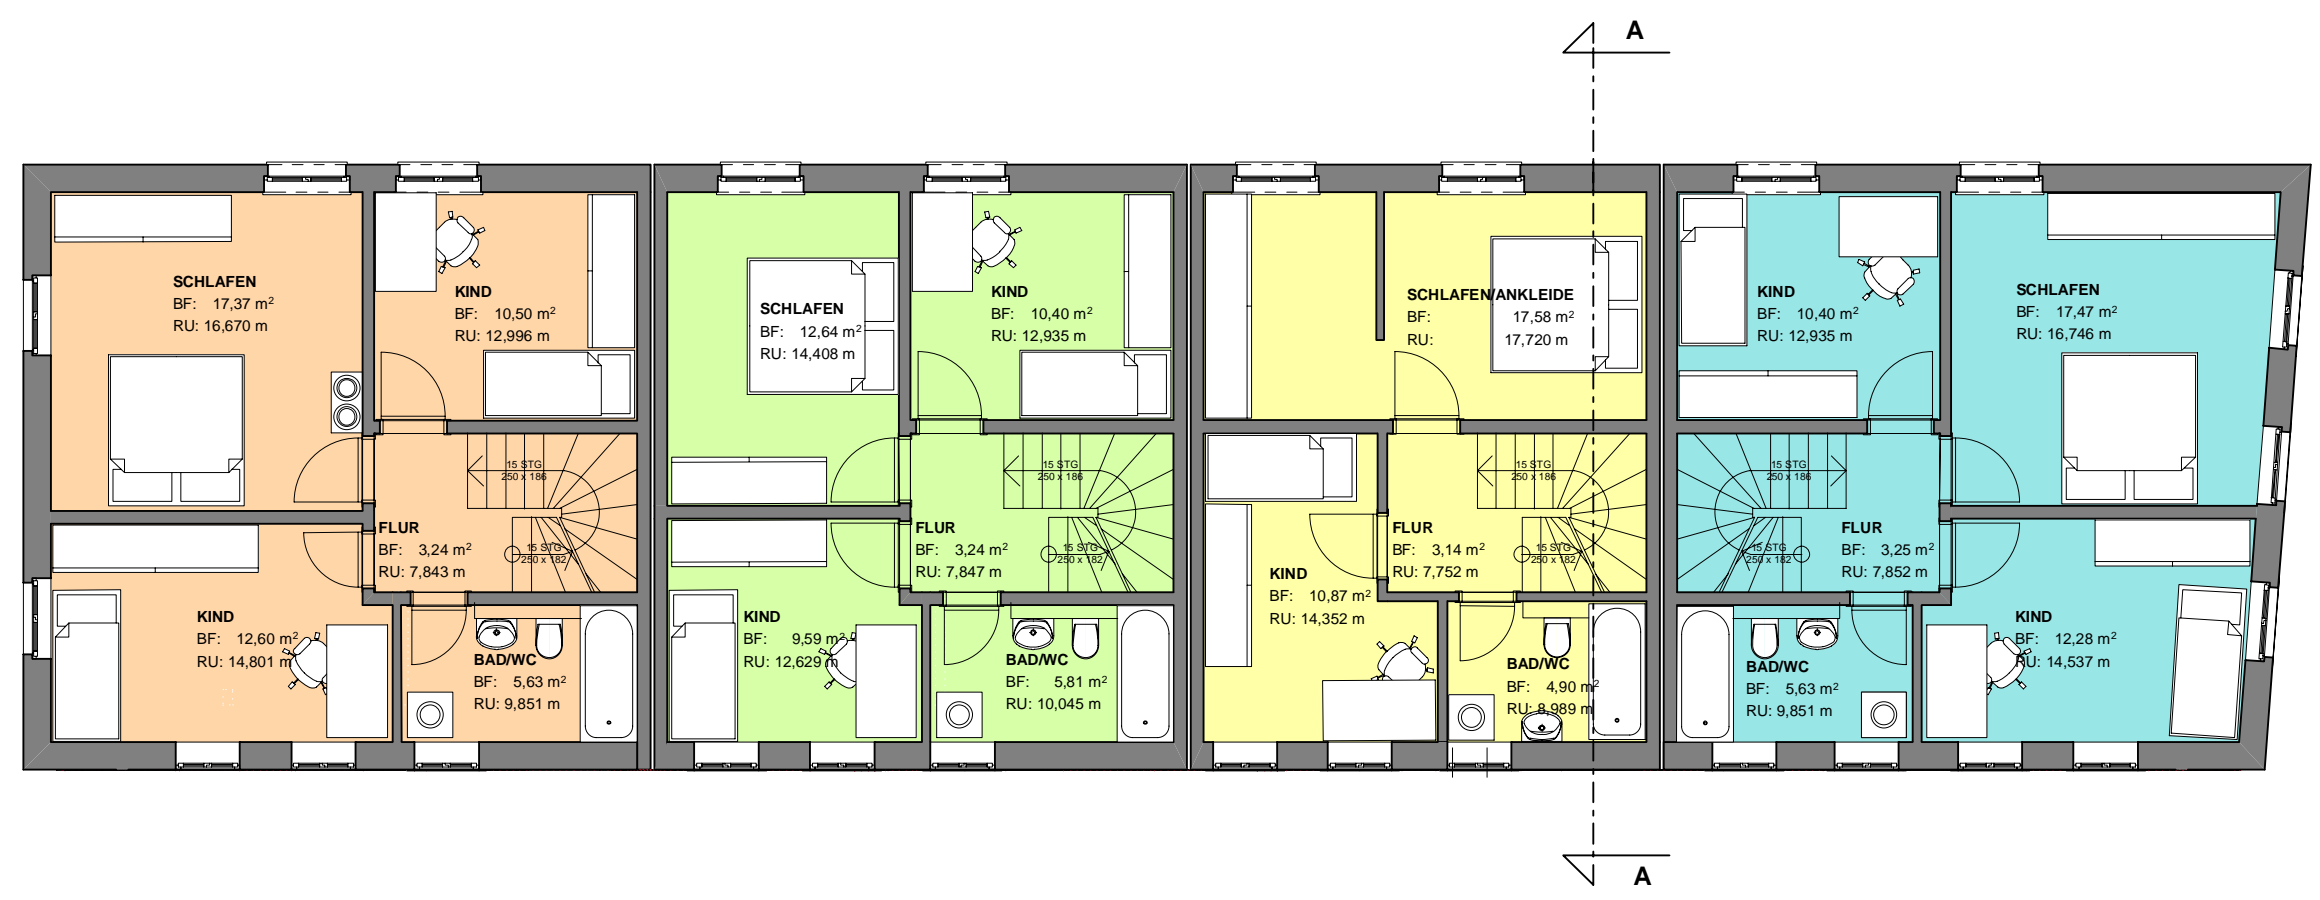 A
SCHLAFEN
BF: 17,37 m²
RU: 16,670 m
KIND
BF: 10,50 m²
RU: 12,996 m
15 STG
250 x 186
FLUR
BF: 3,24 m²
RU: 7,843 m
15 STG
250 x 182
KIND
BF: 12,60 m²
RU: 14,801 m
BAD/WC
BF: 5,63 m²
RU: 9,851 m
SCHLAFEN
BF: 12,64 m²
RU: 14,408 m
KIND
BF: 10,40 m²
RU: 12,935 m
15 STG
250 x 186
FLUR
BF: 3,24 m²
RU: 7,847 m
15 STG
250 x 182
KIND
BF: 9,59 m²
RU: 12,629 m
BAD/WC
BF: 5,81 m²
RU: 10,045 m
SCHLAFEN/ANKLEIDE
BF: 17,58 m²
RU: 17,720 m
15 STG
250 x 186
FLUR
BF: 3,14 m²
RU: 7,752 m
15 STG
250 x 182
KIND
BF: 10,87 m²
RU: 14,352 m
BAD/WC
BF: 4,90 m²
RU: 8,989 m
KIND
BF: 10,40 m²
RU: 12,935 m
SCHLAFEN
BF: 17,47 m²
RU: 16,746 m
15 STG
250 x 186
FLUR
BF: 3,25 m²
RU: 7,852 m
15 STG
250 x 182
BAD/WC
BF: 5,63 m²
RU: 9,851 m
KIND
BF: 12,28 m²
RU: 14,537 m
A